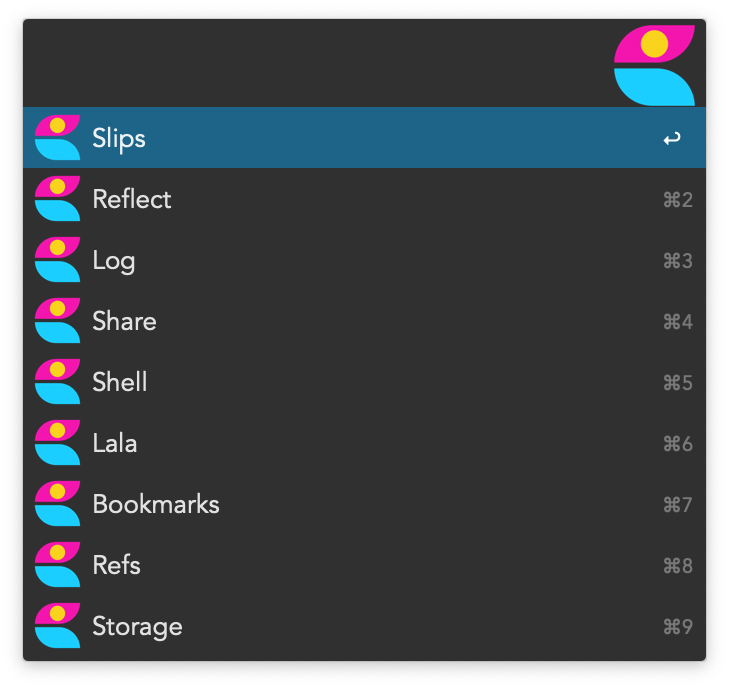 Slips ↩
Reflect ⌘2
Log ⌘3
Share ⌘4
Shell ⌘5
Lala ⌘6
Bookmarks ⌘7
Refs ⌘8
Storage ⌘9